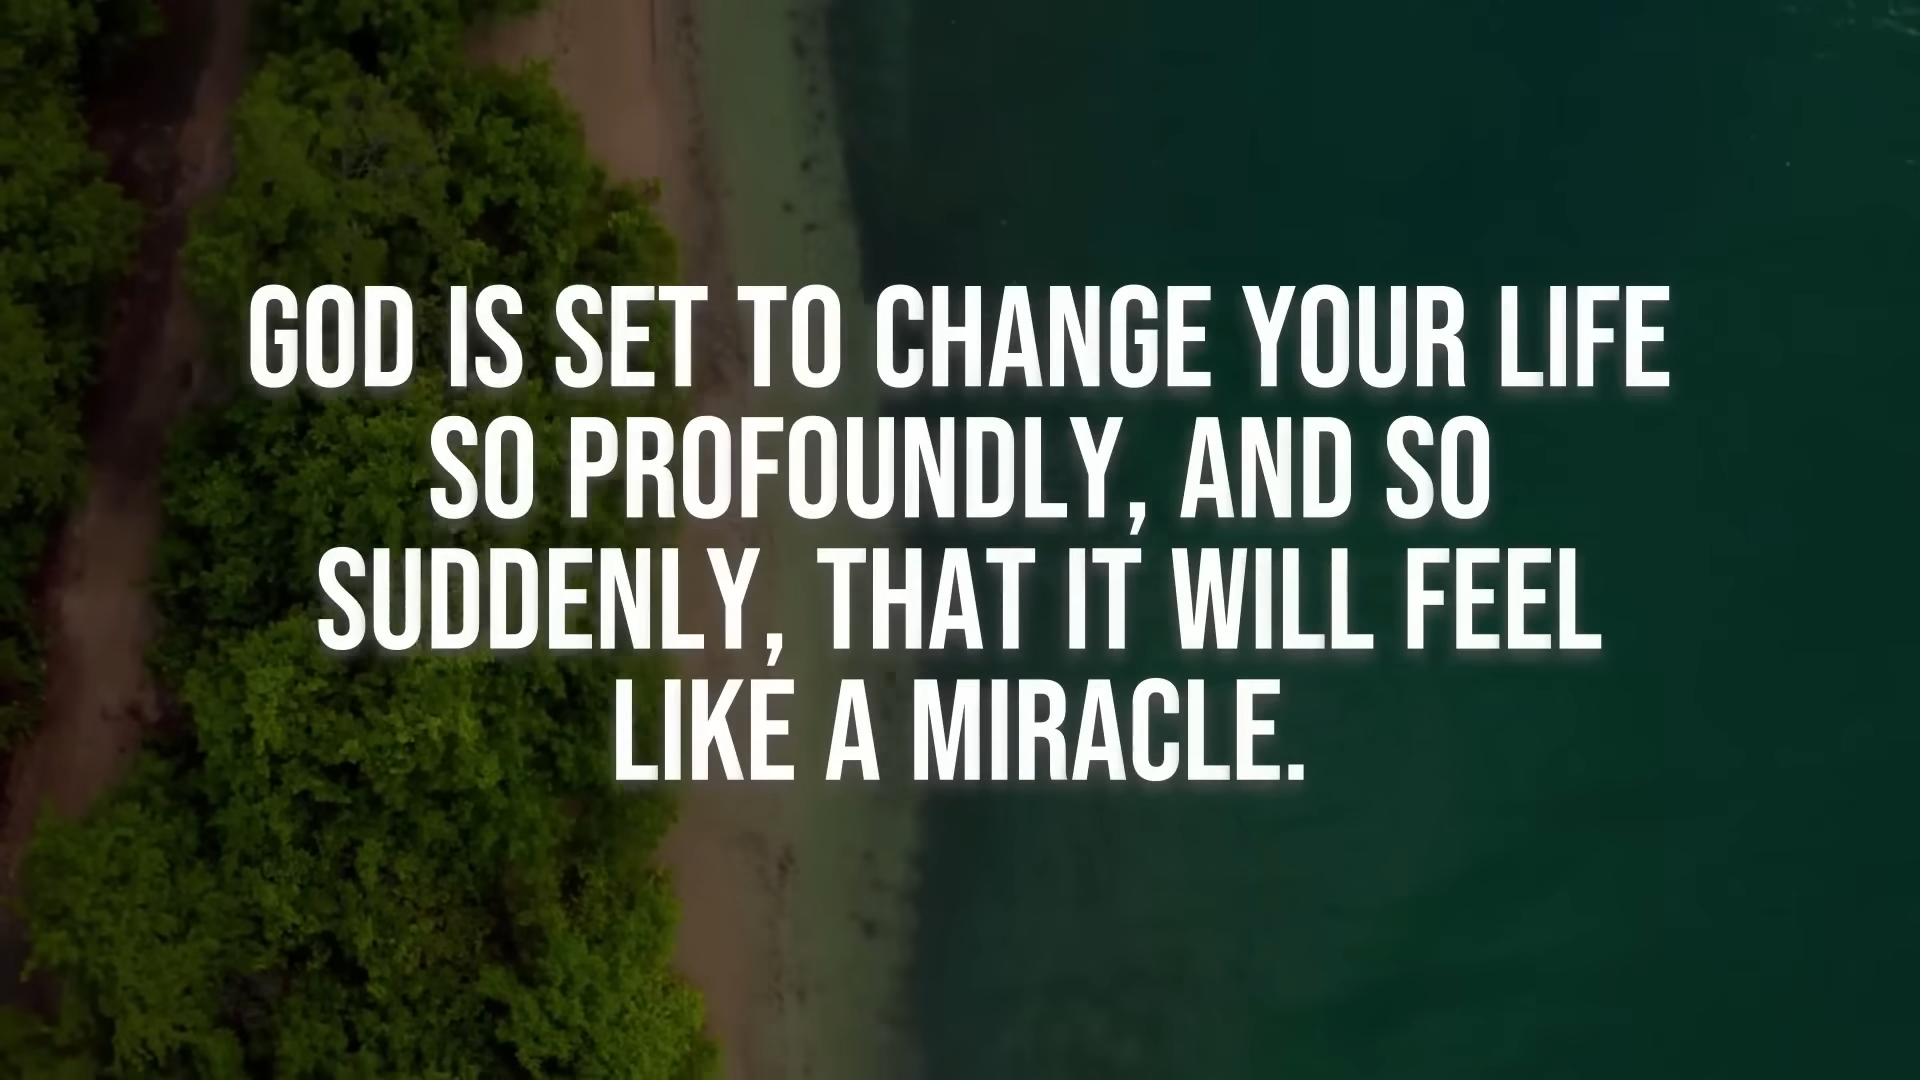 GOD IS SET TO CHANGE YOUR LIFE
SO PROFOUNDLY, AND SO
SUDDENLY, THAT IT WILL FEEL
LIKE A MIRACLE.